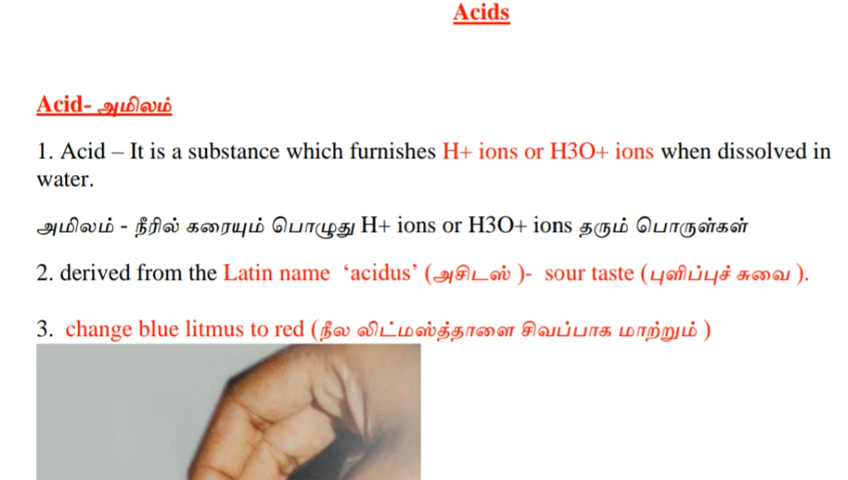 Acids
Acid- அமிலம்
1. Acid – It is a substance which furnishes H+ ions or H3O+ ions when dissolved in
water.
அமிலம் - நீரில் கரையும் பொழுது H+ ions or H3O+ ions தரும் பொருள்கள்
2. derived from the Latin name ‘acidus’ (அசிடஸ் )- sour taste (புளிப்புச் சுவை ).
3. change blue litmus to red (நீல லிட்மஸ்த்தாளை சிவப்பாக மாற்றும் )